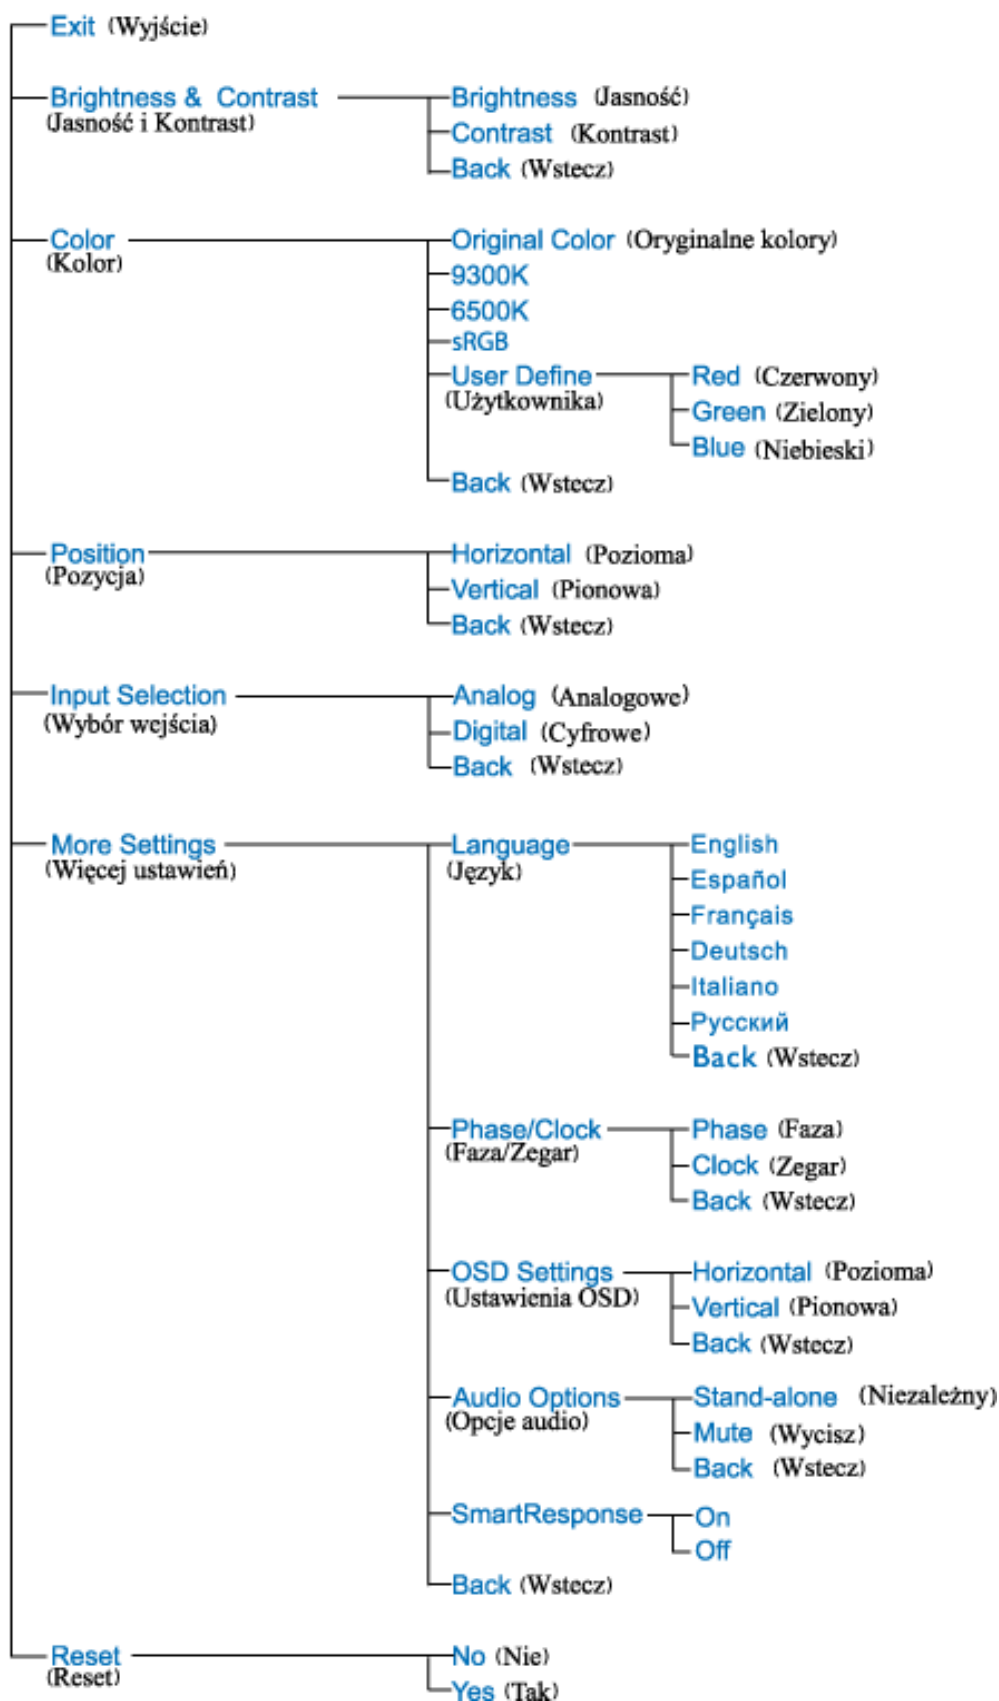 Exit (Wyjście)
Brightness & Contrast
(Jasność i Kontrast)
Brightness (Jasność)
Contrast (Kontrast)
Back (Wstecz)
Color
(Kolor)
Original Color (Oryginalne kolory)
9300K
6500K
sRGB
User Define
(Użytkownika)
Red (Czerwony)
Green (Zielony)
Blue (Niebieski)
Back (Wstecz)
Position
(Pozycja)
Horizontal (Pozioma)
Vertical (Pionowa)
Back (Wstecz)
Input Selection
(Wybór wejścia)
Analog (Analogowe)
Digital (Cyfrowe)
Back (Wstecz)
More Settings
(Więcej ustawień)
Language
(Język)
English
Español
Français
Deutsch
Italiano
Русский
Back (Wstecz)
Phase/Clock
(Faza/Zegar)
Phase (Faza)
Clock (Zegar)
Back (Wstecz)
OSD Settings
(Ustawienia OSD)
Horizontal (Pozioma)
Vertical (Pionowa)
Back (Wstecz)
Audio Options
(Opcje audio)
Stand-alone (Niezależny)
Mute (Wycisz)
Back (Wstecz)
SmartResponse
On
Off
Back (Wstecz)
Reset
(Reset)
No (Nie)
Yes (Tak)